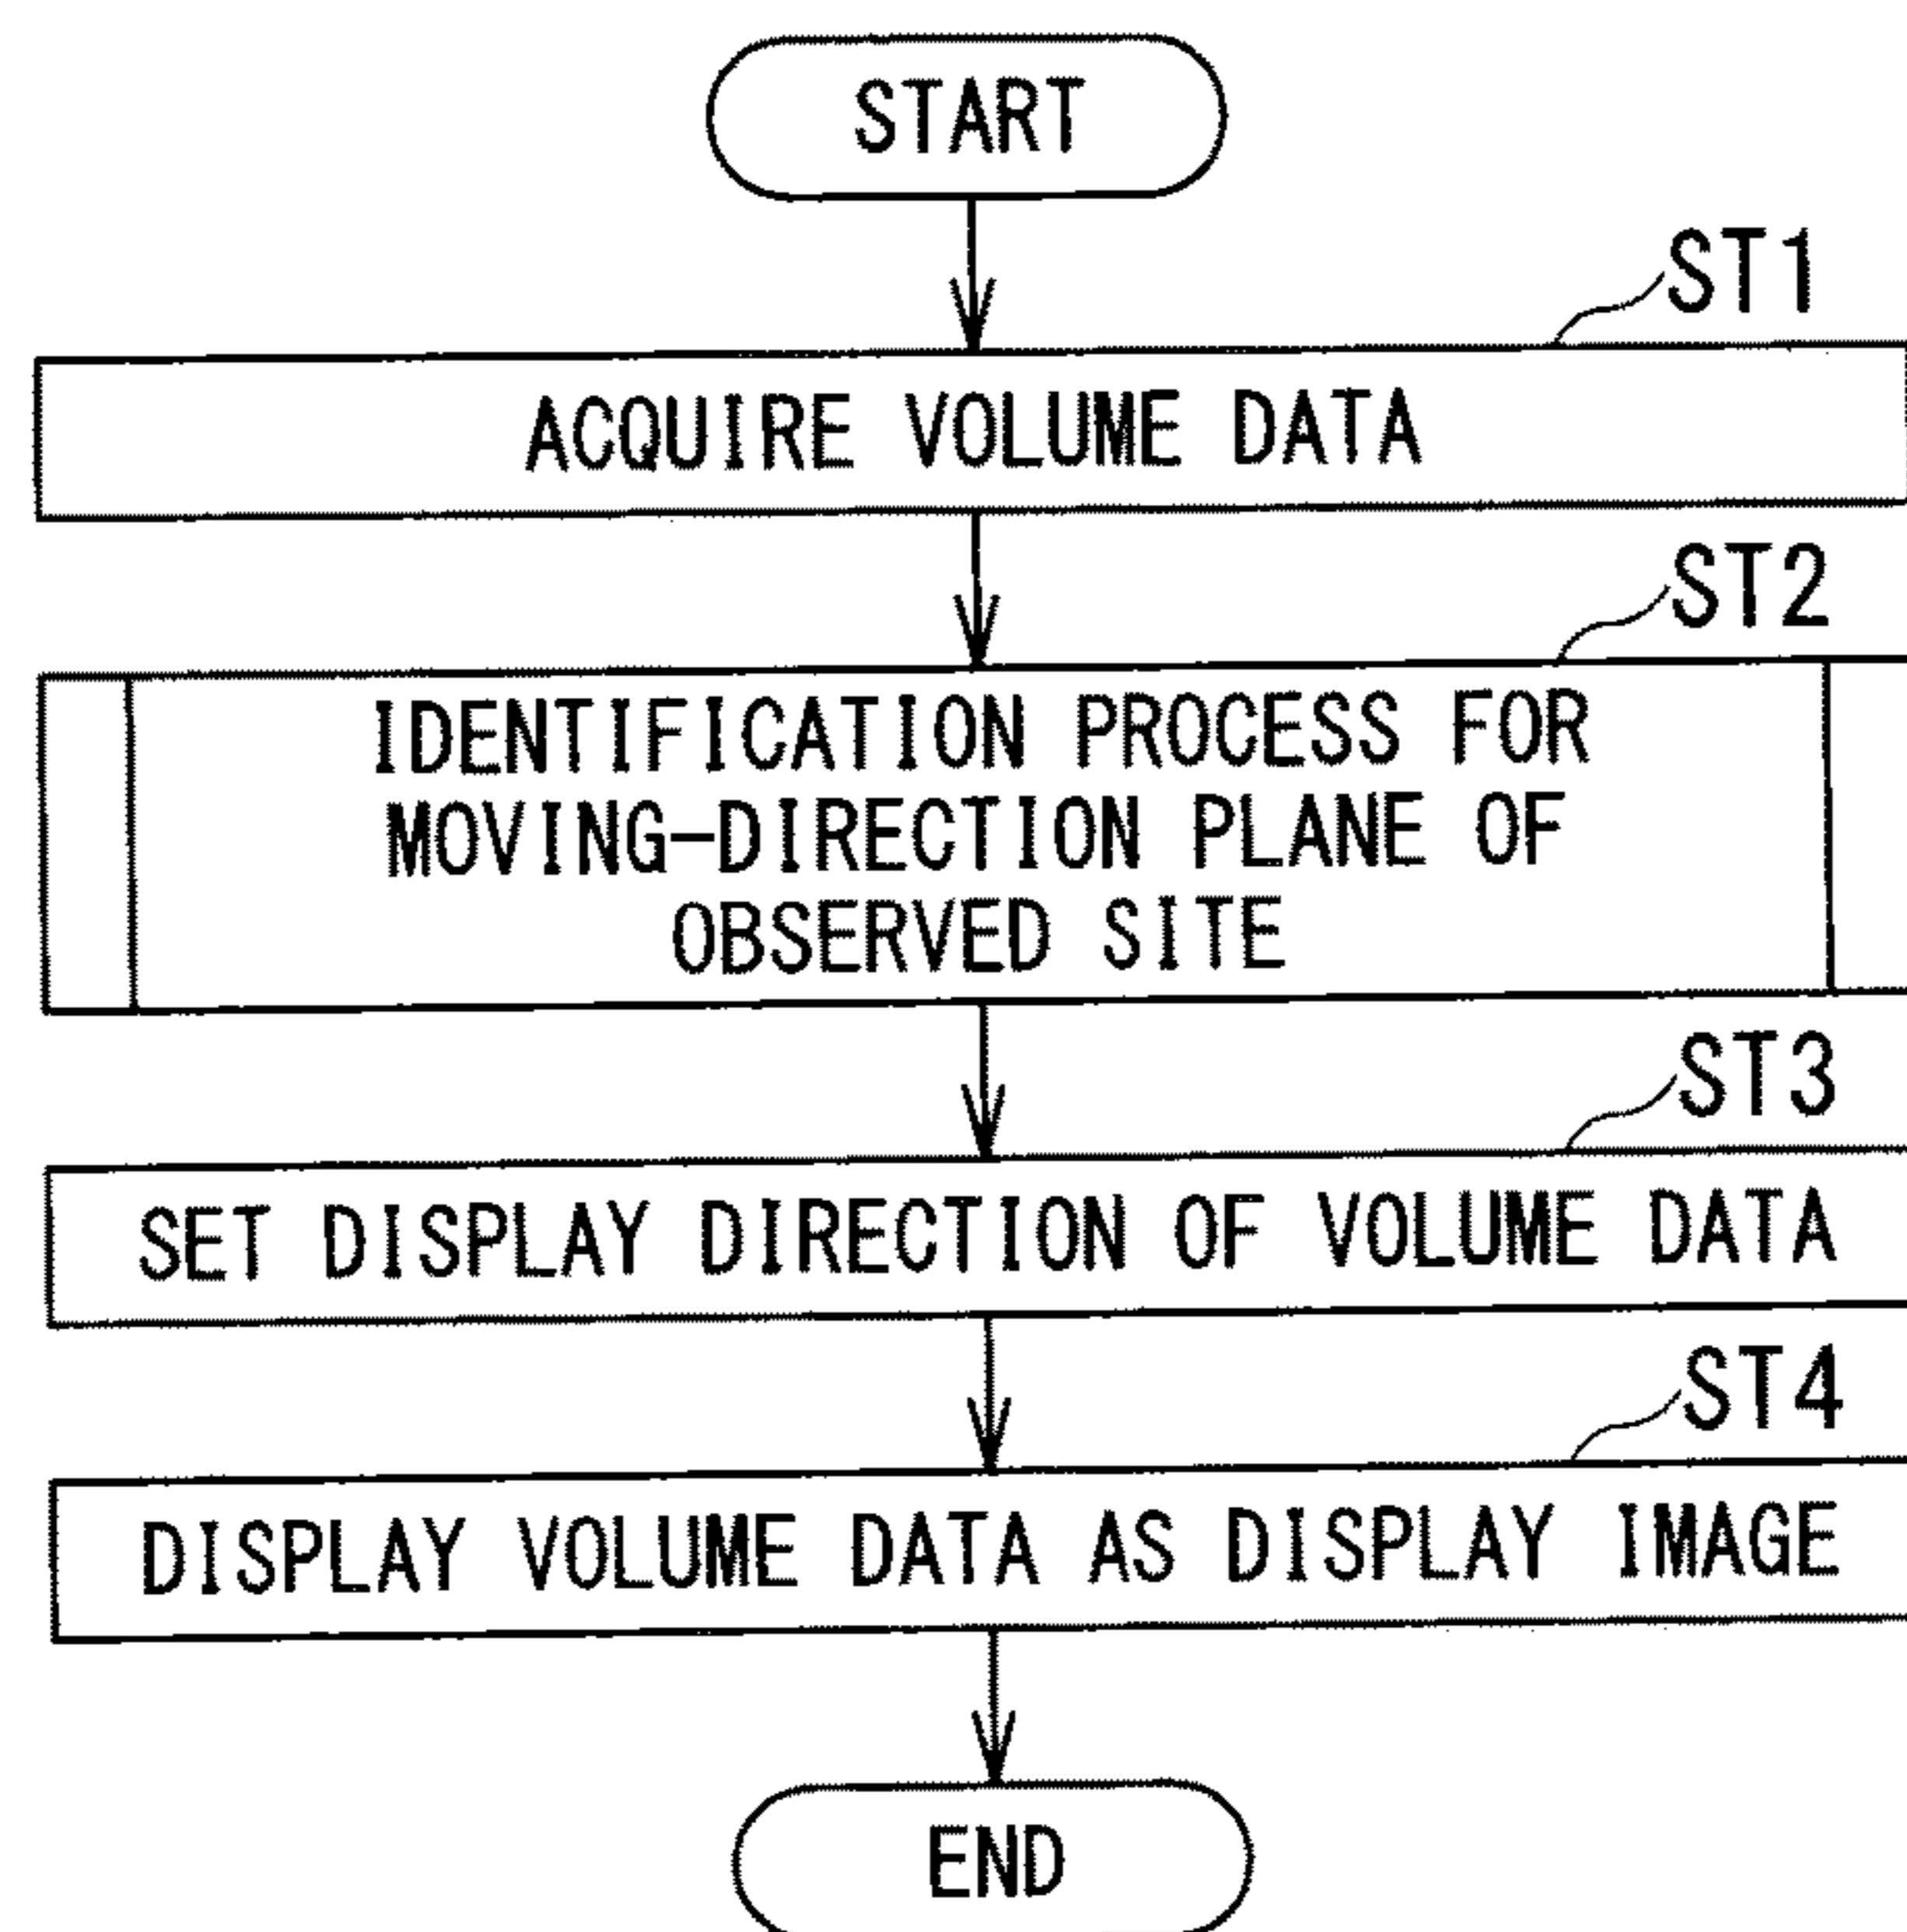 START
ST1
ACQUIRE VOLUME DATA
ST2
IDENTIFICATION PROCESS FOR
MOVING-DIRECTION PLANE OF
OBSERVED SITE
ST3
SET DISPLAY DIRECTION OF VOLUME DATA
ST4
DISPLAY VOLUME DATA AS DISPLAY IMAGE
END